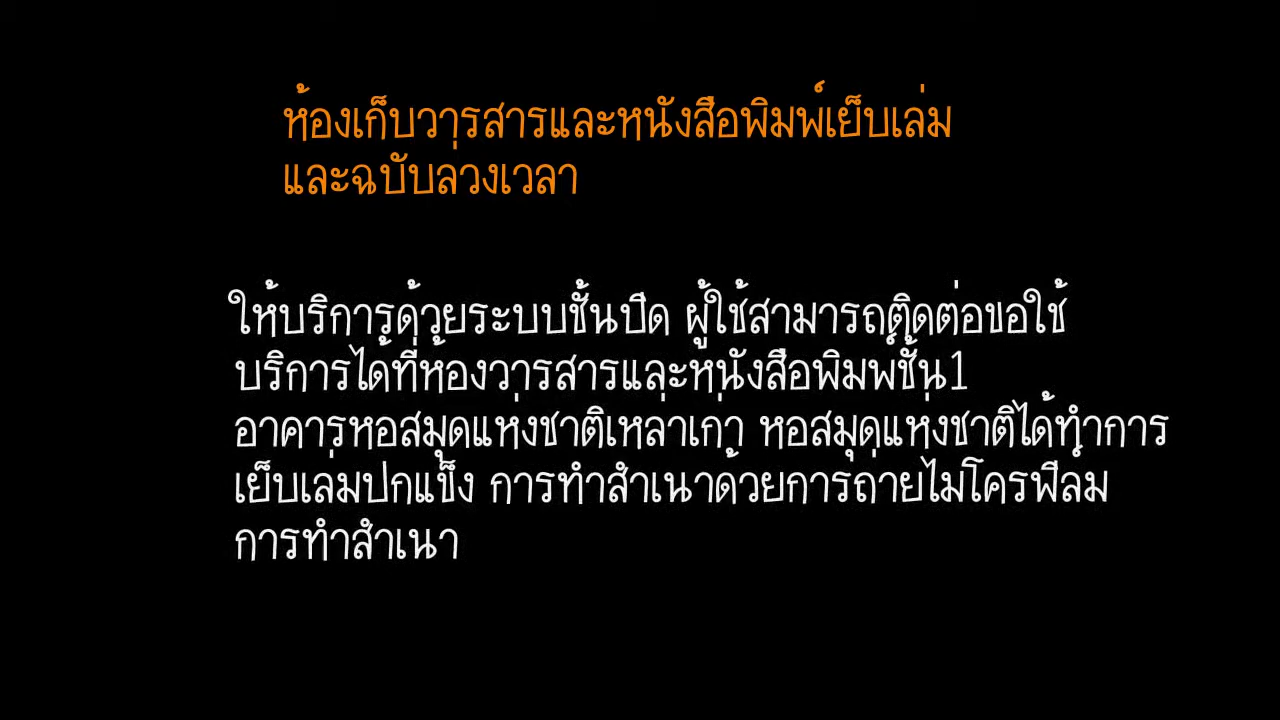 ห้องเก็บวารสารและหนังสือพิมพ์เย็บเล่ม
และฉบับล่วงเวลา
ให้บริการด้วยระบบชั้นปิด ผู้ใช้สามารถติดต่อขอใช้
บริการได้ที่ห้องวารสารและหนังสือพิมพ์ชั้น1
อาคารหอสมุดแห่งชาติเหล่าเก่า หอสมุดแห่งชาติได้ทำการ
เย็บเล่มปกแข็ง การทำสำเนาด้วยการถ่ายไมโครฟีล์ม
การทำสำเนา